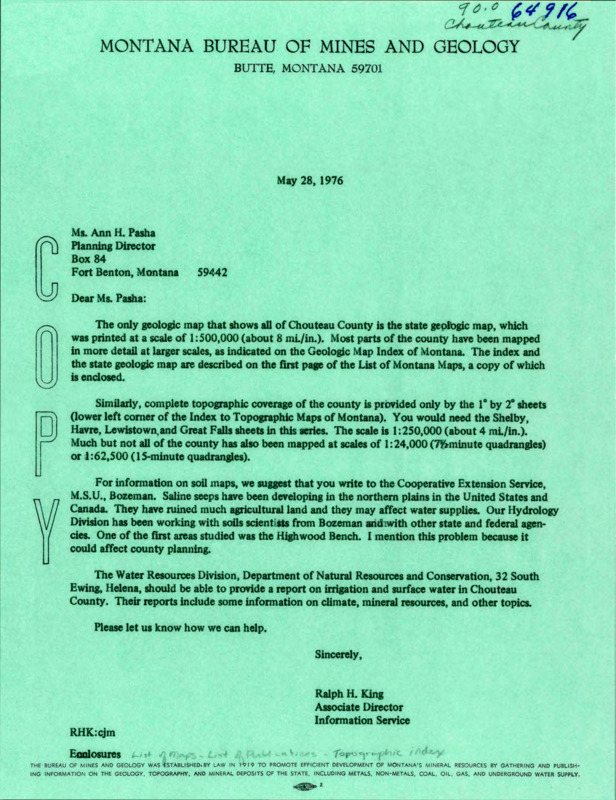 90.0 64916
Chouteau County
MONTANA BUREAU OF MINES AND GEOLOGY
BUTTE, MONTANA 59701
May 28, 1976
Ms. Ann H. Pasha
Planning Director
Box 84
Fort Benton, Montana 59442
Dear Ms. Pasha:
The only geologic map that shows all of Chouteau County is the state geologic map, which
was printed at a scale of 1:500,000 (about 8 mi./in.). Most parts of the county have been mapped
in more detail at larger scales, as indicated on the Geologic Map Index of Montana. The index and
the state geologic map are described on the first page of the List of Montana Maps, a copy of which
is enclosed.
Similarly, complete topographic coverage of the county is provided only by the 1° by 2° sheets
(lower left corner of the Index to Topographic Maps of Montana). You would need the Shelby,
Havre, Lewistown, and Great Falls sheets in this series. The scale is 1:250,000 (about 4 mi./in.).
Much but not all of the county has also been mapped at scales of 1:24,000 (7½minute quadrangles)
or 1:62,500 (15-minute quadrangles).
For information on soil maps, we suggest that you write to the Cooperative Extension Service,
M.S.U., Bozeman. Saline seeps have been developing in the northern plains in the United States and
Canada. They have ruined much agricultural land and they may affect water supplies. Our Hydrology
Division has been working with soils scientists from Bozeman and with other state and federal agen-
cies. One of the first areas studied was the Highwood Bench. I mention this problem because it
could affect county planning.
The Water Resources Division, Department of Natural Resources and Conservation, 32 South
Ewing, Helena, should be able to provide a report on irrigation and surface water in Chouteau
County. Their reports include some information on climate, mineral resources, and other topics.
Please let us know how we can help.
Sincerely,
Ralph H. King
Associate Director
Information Service
RHK:cjm
Enclosures List of Maps - List of Publications - Topographic index
THE BUREAU OF MINES AND GEOLOGY WAS ESTABLISHED BY LAW IN 1919 TO PROMOTE EFFICIENT DEVELOPMENT OF MONTANA'S MINERAL RESOURCES BY GATHERING AND PUBLISH-
ING INFORMATION ON THE GEOLOGY, TOPOGRAPHY, AND MINERAL DEPOSITS OF THE STATE, INCLUDING METALS, NON-METALS, COAL, OIL, GAS, AND UNDERGROUND WATER SUPPLY.
2
COPY